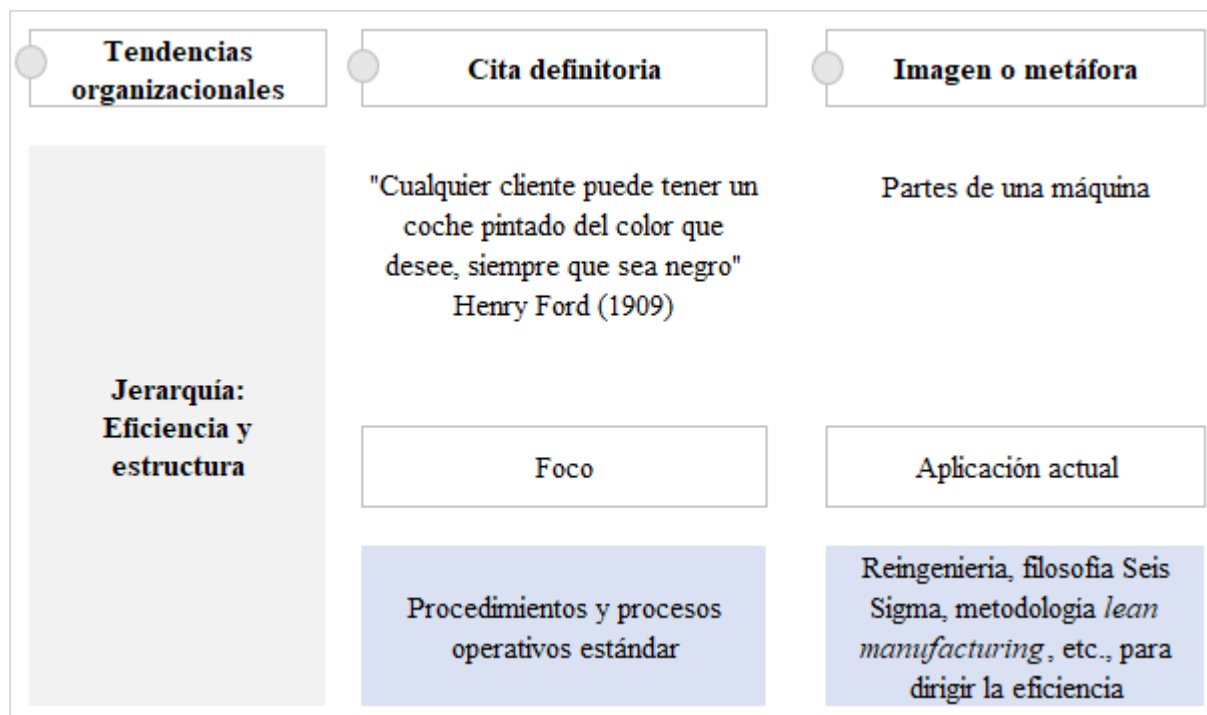 Tendencias
organizacionales
Cita definitoria
Imagen o metáfora
Jerarquía:
Eficiencia y
estructura
"Cualquier cliente puede tener un
coche pintado del color que
desee, siempre que sea negro"
Henry Ford (1909)
Partes de una máquina
Foco
Aplicación actual
Procedimientos y procesos
operativos estándar
Reingenieria, filosofía Seis
Sigma, metodología lean
manufacturing, etc., para
dirigir la eficiencia